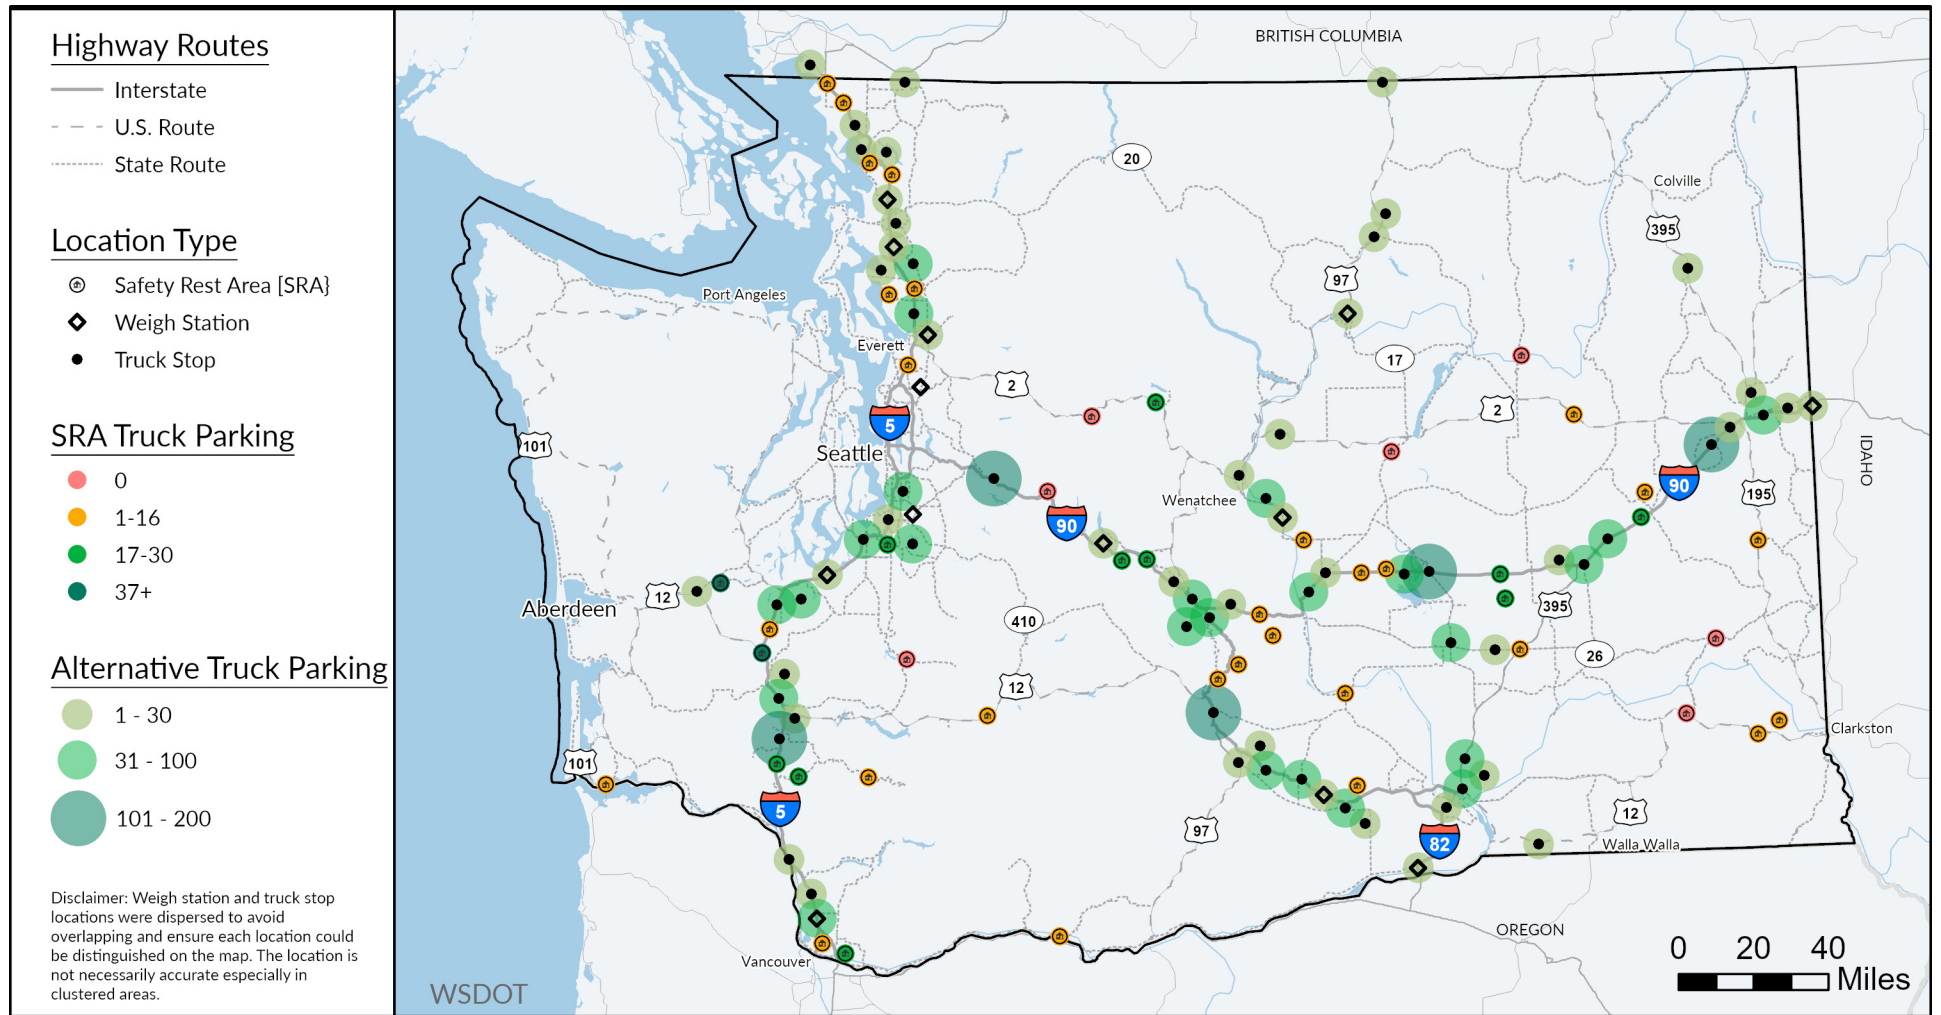 Highway Routes
Interstate
U.S. Route
State Route
Location Type
Safety Rest Area [SRA}
Weigh Station
Truck Stop
SRA Truck Parking
0
1-16
17-30
37+
Alternative Truck Parking
1 - 30
31 - 100
101 - 200
Disclaimer: Weigh station and truck stop
locations were dispersed to avoid
overlapping and ensure each location could
be distinguished on the map. The location is
not necessarily accurate especially in
clustered areas.
BRITISH COLUMBIA
20
Colville
395
97
Port Angeles
Everett
17
2
2
5
101
Seattle
IDAHO
90
195
Wenatchee
90
12
Aberdeen
395
410
26
12
Clarkston
101
5
97
12
82
Walla Walla
OREGON
Vancouver
WSDOT
0 20 40
Miles